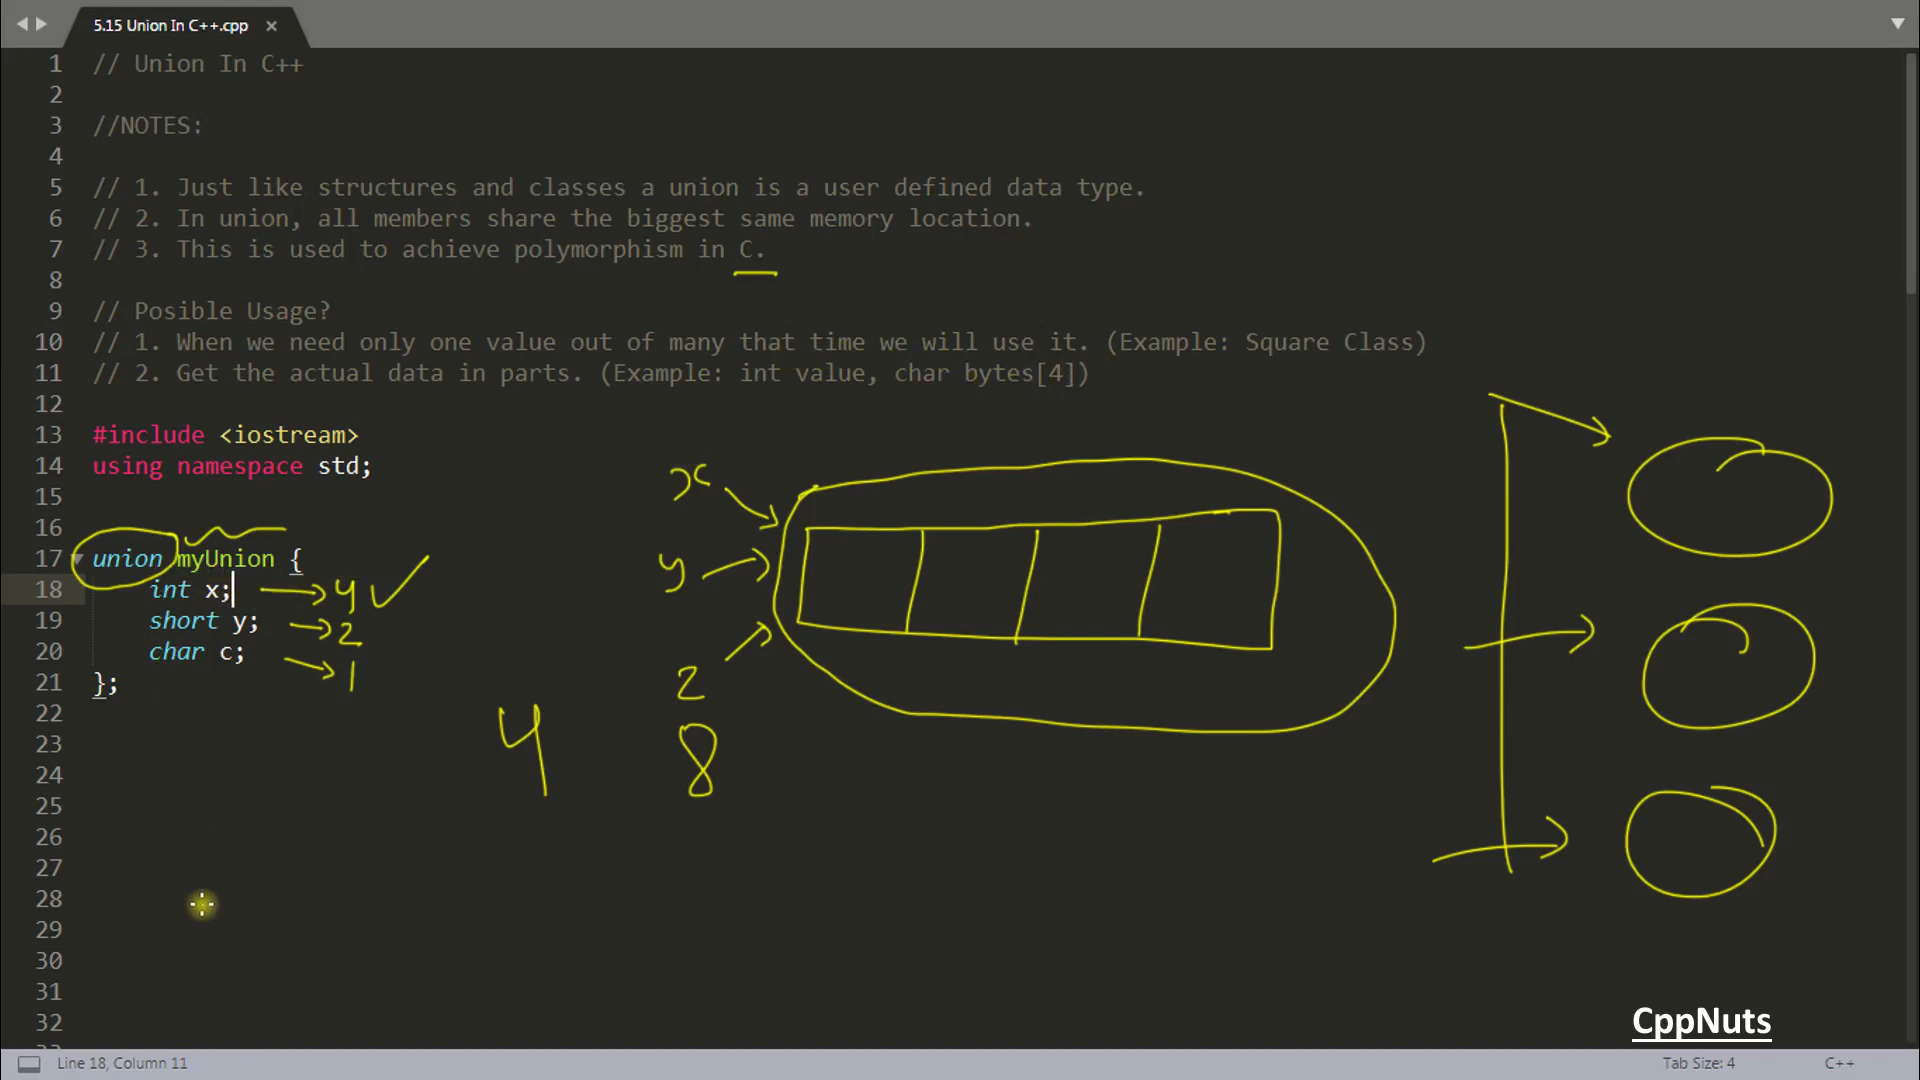 5.15 Union In C++.cpp ×
1 // Union In C++
2
3 //NOTES:
4
5 // 1. Just like structures and classes a union is a user defined data type.
6 // 2. In union, all members share the biggest same memory location.
7 // 3. This is used to achieve polymorphism in C.
8
9 // Posible Usage?
10 // 1. When we need only one value out of many that time we will use it. (Example: Square Class)
11 // 2. Get the actual data in parts. (Example: int value, char bytes[4])
12
13 #include <iostream>
14 using namespace std;
15
16
17 union myUnion {
18 int x; 4
19 short y; 2
20 char c; 1
21 };
22
23
24
25
26
27
28
29
30
31
32
x
y
2
4 8
CppNuts
Line 18, Column 11 Tab Size: 4 C++